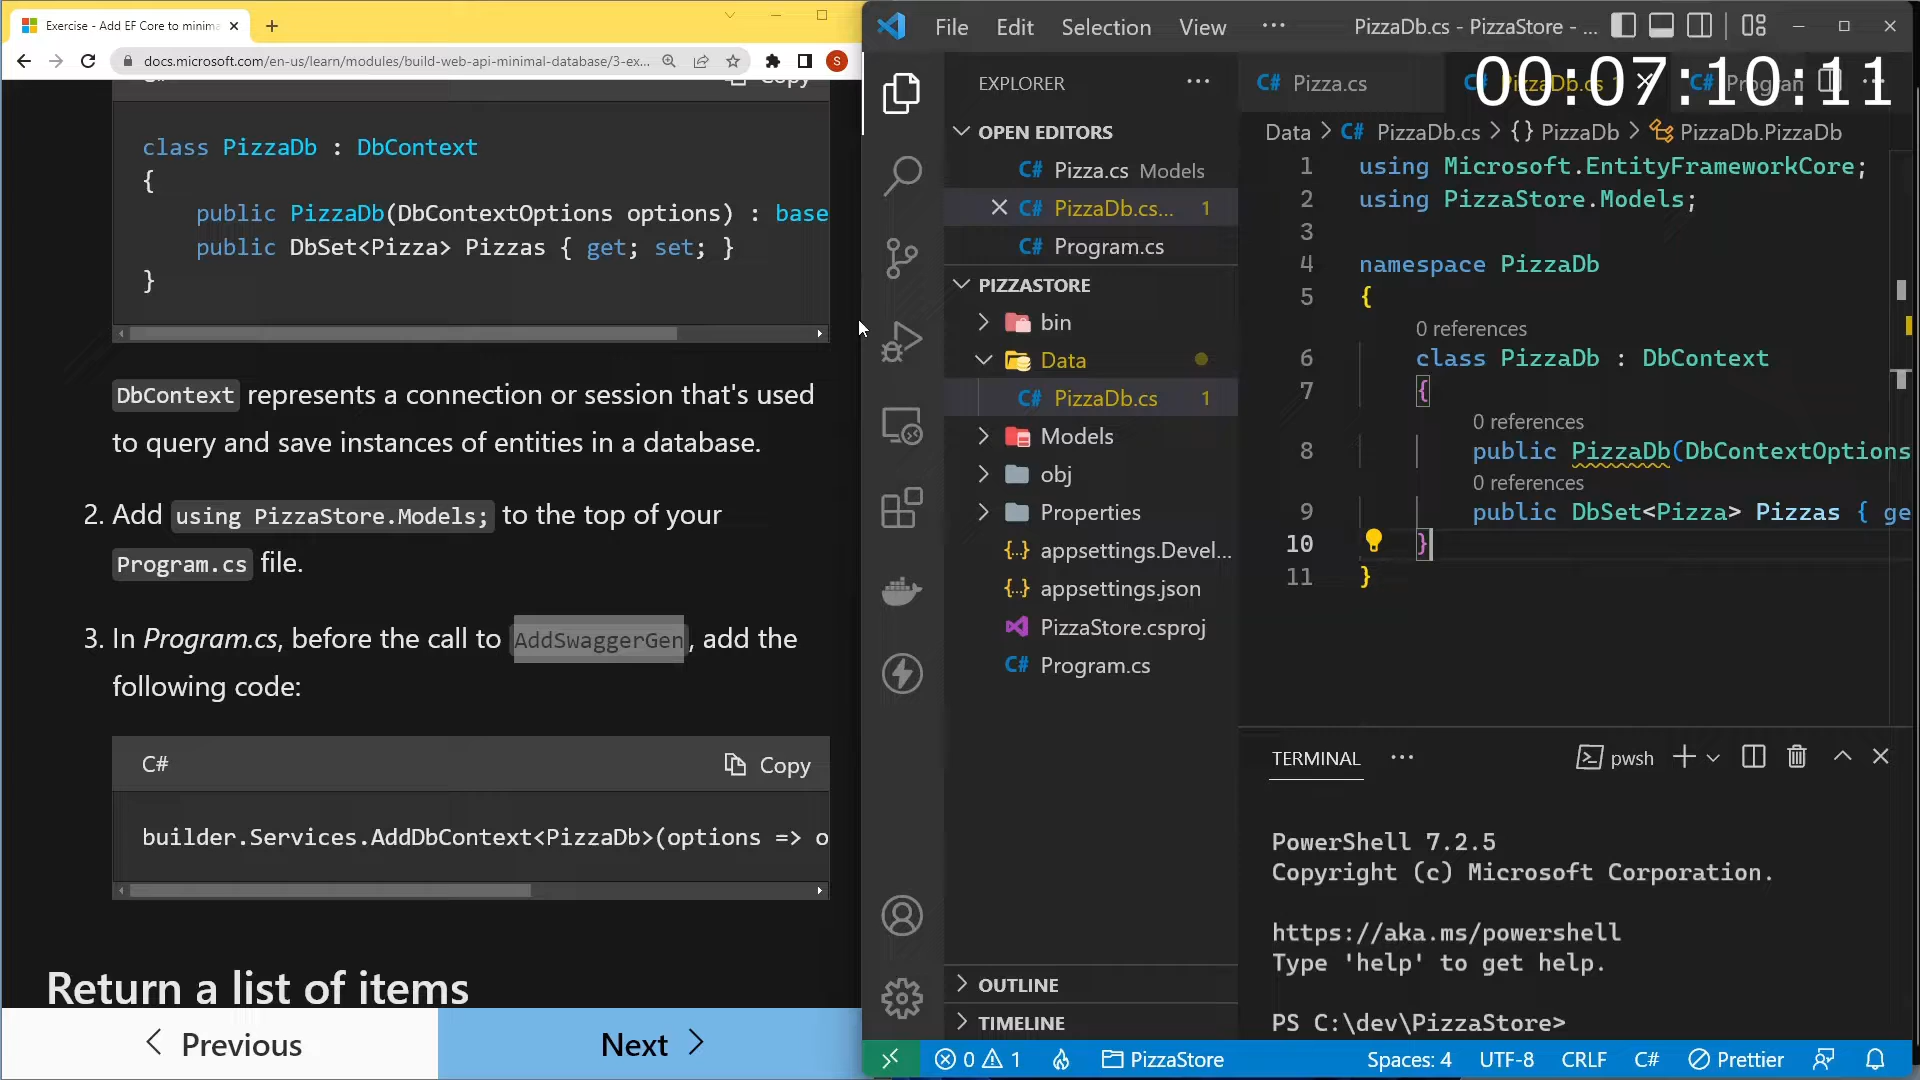 Exercise - Add EF Core to minima
docs.microsoft.com/en-us/learn/modules/build-web-api-minimal-database/3-ex...
S
C#
Copy
class PizzaDb : DbContext
{
public PizzaDb(DbContextOptions options) : base
public DbSet<Pizza> Pizzas { get; set; }
}
DbContext represents a connection or session that's used
to query and save instances of entities in a database.
2. Add using PizzaStore.Models; to the top of your
Program.cs file.
3. In Program.cs, before the call to AddSwaggerGen, add the
following code:
C#
Copy
builder.Services.AddDbContext<PizzaDb>(options => o
Return a list of items
Previous
Next
File Edit Selection View ···
PizzaDb.cs - PizzaStore - ...
00:07:10:11
EXPLORER
OPEN EDITORS
C# Pizza.cs Models
C# PizzaDb.cs... 1
C# Program.cs
PIZZASTORE
bin
Data
C# PizzaDb.cs 1
Models
obj
Properties
{..} appsettings.Devel...
{..} appsettings.json
PizzaStore.csproj
C# Program.cs
OUTLINE
TIMELINE
C# Pizza.cs
PizzaDb.cs 1
C# Program
Data > C# PizzaDb.cs > {} PizzaDb > PizzaDb.PizzaDb
1 using Microsoft.EntityFrameworkCore;
2 using PizzaStore.Models;
3
4 namespace PizzaDb
5 {
0 references
6 class PizzaDb : DbContext
7 {
0 references
8 public PizzaDb(DbContextOptions
0 references
9 public DbSet<Pizza> Pizzas { ge
10 }
11 }
TERMINAL ···
pwsh
PowerShell 7.2.5
Copyright (c) Microsoft Corporation.
https://aka.ms/powershell
Type 'help' to get help.
PS C:\dev\PizzaStore>
0 1
PizzaStore
Spaces: 4 UTF-8 CRLF C# Prettier